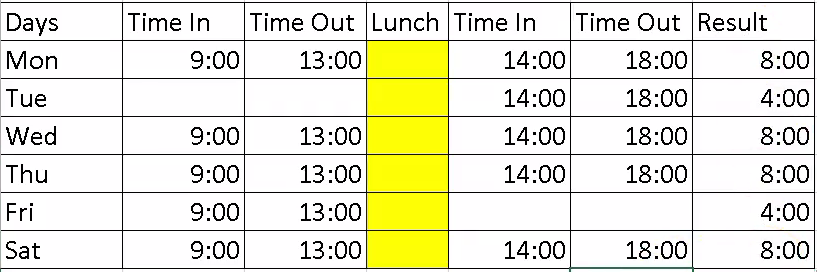 Days Time In Time Out Lunch Time In Time Out Result
Mon 9:00 13:00 14:00 18:00 8:00
Tue 14:00 18:00 4:00
Wed 9:00 13:00 14:00 18:00 8:00
Thu 9:00 13:00 14:00 18:00 8:00
Fri 9:00 13:00 4:00
Sat 9:00 13:00 14:00 18:00 8:00